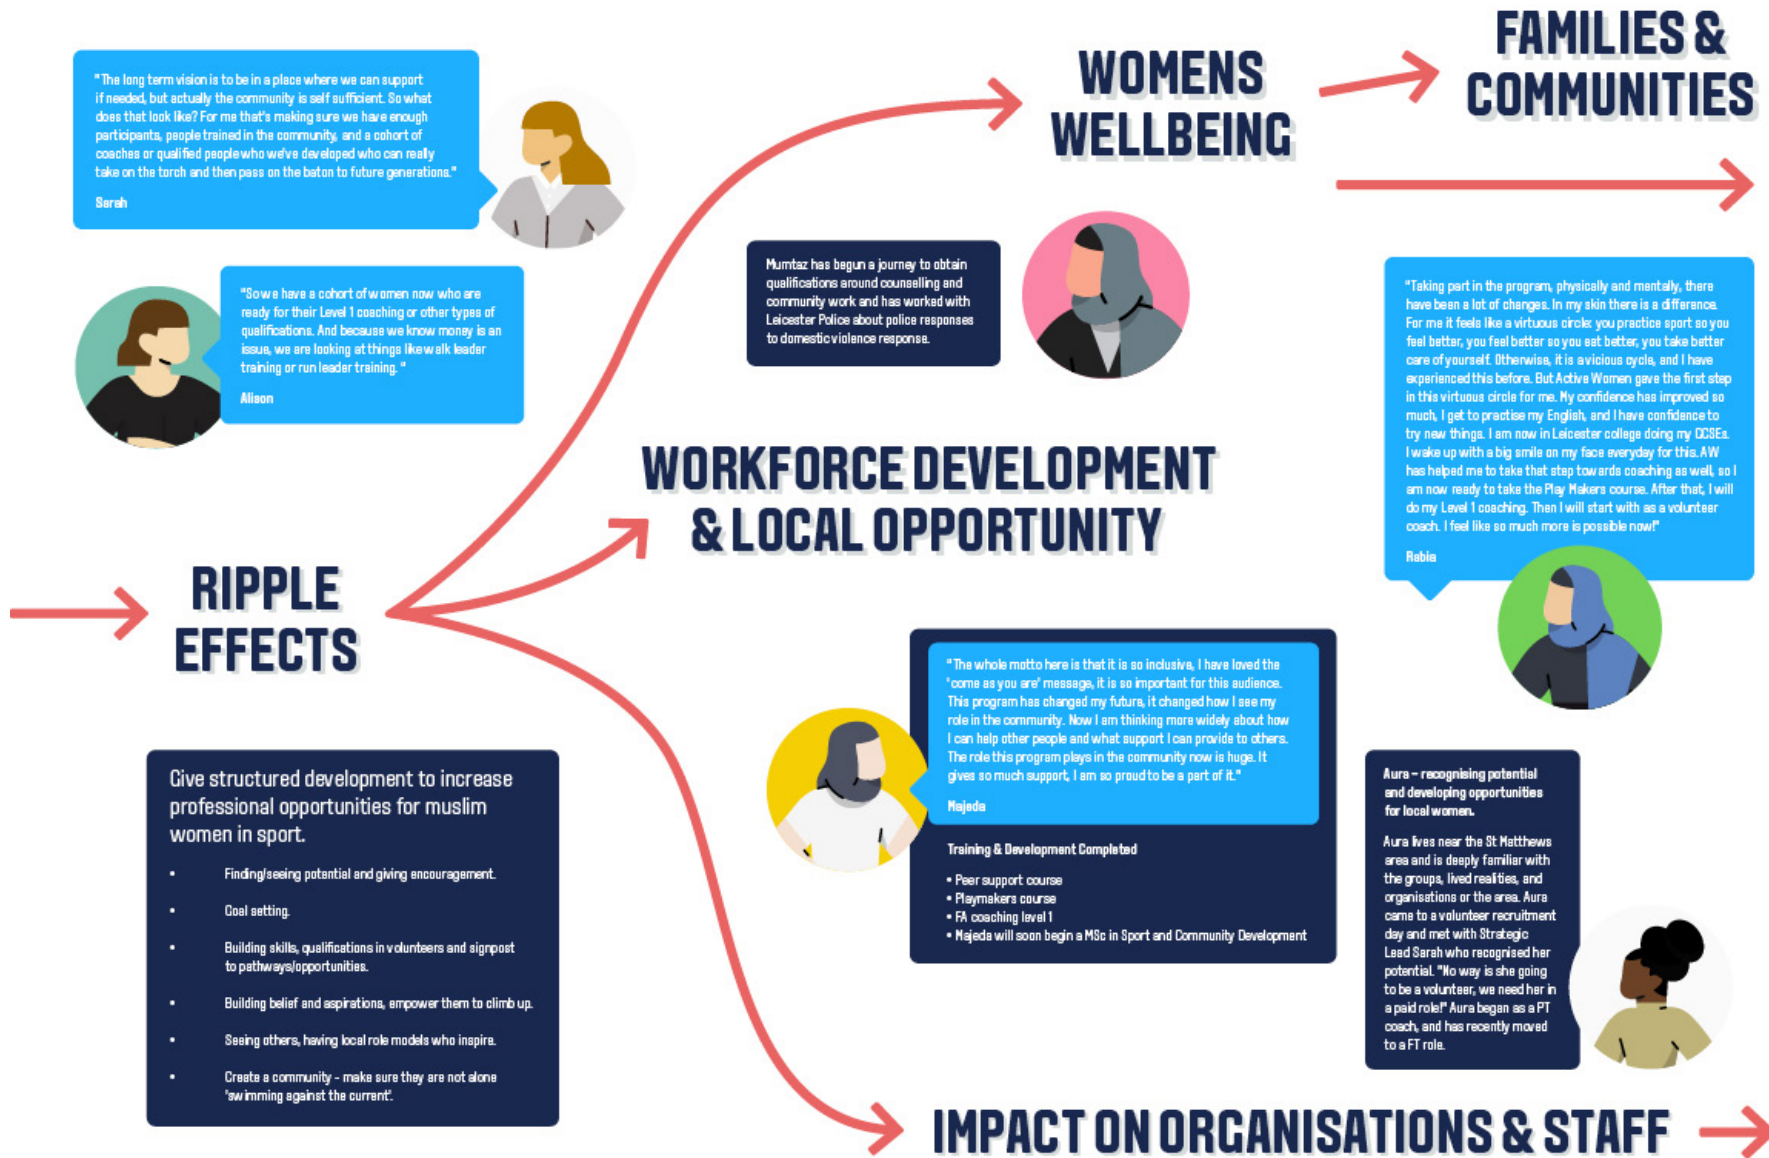 "The long term vision is to be in a place where we can support
if needed, but actually the community is self sufficient. So what
does that look like? For me that's making sure we have enough
participants, people trained in the community, and a cohort of
coaches or qualified people who we've developed who can really
take on the torch and then pass on the baton to future generations."
Sarah
"So we have a cohort of women now who are
ready for their Level 1 coaching or other types of
qualifications. And because we know money is an
issue, we are looking at things like walk leader
training or run leader training. "
Alison
RIPPLE
EFFECTS
Give structured development to increase
professional opportunities for muslim
women in sport.
• Finding/seeing potential and giving encouragement.
• Goal setting.
• Building skills, qualifications in volunteers and signpost
to pathways/opportunities.
• Building belief and aspirations, empower them to climb up.
• Seeing others, having local role models who inspire.
• Create a community - make sure they are not alone
'swimming against the current'.
WOMENS
WELLBEING
FAMILIES &
COMMUNITIES
Mumtaz has begun a journey to obtain
qualifications around counselling and
community work and has worked with
Leicester Police about police responses
to domestic violence response.
WORKFORCE DEVELOPMENT
& LOCAL OPPORTUNITY
"Taking part in the program, physically and mentally, there
have been a lot of changes. In my skin there is a difference.
For me it feels like a virtuous circle: you practice sport so you
feel better, you feel better so you eat better, you take better
care of yourself. Otherwise, it is a vicious cycle, and I have
experienced this before. But Active Women gave the first step
in this virtuous circle for me. My confidence has improved so
much, I get to practise my English, and I have confidence to
try new things. I am now in Leicester college doing my GCSEs.
I wake up with a big smile on my face everyday for this. AW
has helped me to take that step towards coaching as well, so I
am now ready to take the Play Makers course. After that, I will
do my Level 1 coaching. Then I will start with as a volunteer
coach. I feel like so much more is possible now!"
Rabia
"The whole motto here is that it is so inclusive, I have loved the
'come as you are' message, it is so important for this audience.
This program has changed my future, it changed how I see my
role in the community. Now I am thinking more widely about how
I can help other people and what support I can provide to others.
The role this program plays in the community now is huge. It
gives so much support, I am so proud to be a part of it."
Majeda
Training & Development Completed
• Peer support course
• Playmakers course
• FA coaching level 1
• Majeda will soon begin a MSc in Sport and Community Development
Aura – recognising potential
and developing opportunities
for local women.
Aura lives near the St Matthews
area and is deeply familiar with
the groups, lived realities, and
organisations or the area. Aura
came to a volunteer recruitment
day and met with Strategic
Lead Sarah who recognised her
potential. "No way is she going
to be a volunteer, we need her in
a paid role!" Aura began as a PT
coach, and has recently moved
to a FT role.
IMPACT ON ORGANISATIONS & STAFF